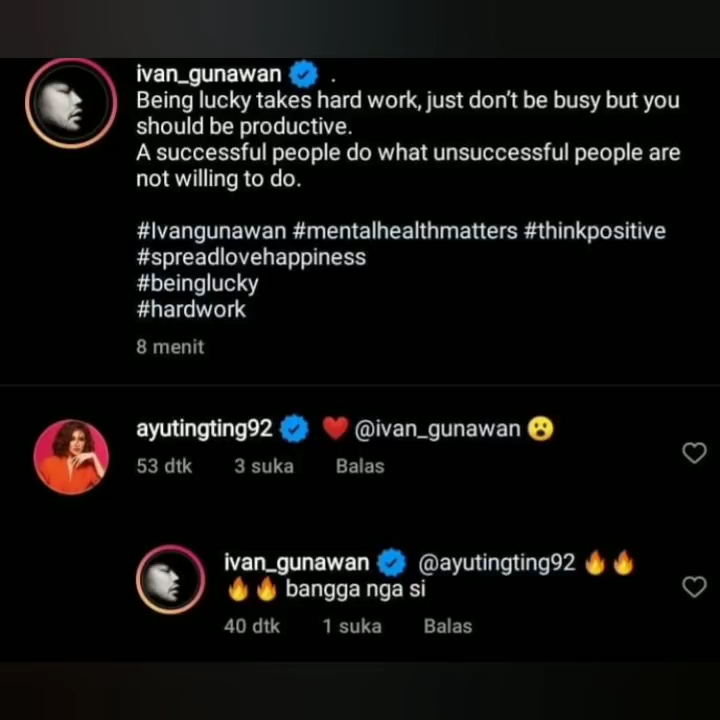 ivan_gunawan .
Being lucky takes hard work, just don't be busy but you
should be productive.
A successful people do what unsuccessful people are
not willing to do.
#Ivangunawan #mentalhealthmatters #thinkpositive
#spreadlovehappiness
#beinglucky
#hardwork
8 menit
ayutingting92 ❤️ @ivan_gunawan 😮
53 dtk 3 suka Balas
ivan_gunawan @ayutingting92 🔥🔥
🔥🔥 bangga nga si
40 dtk 1 suka Balas